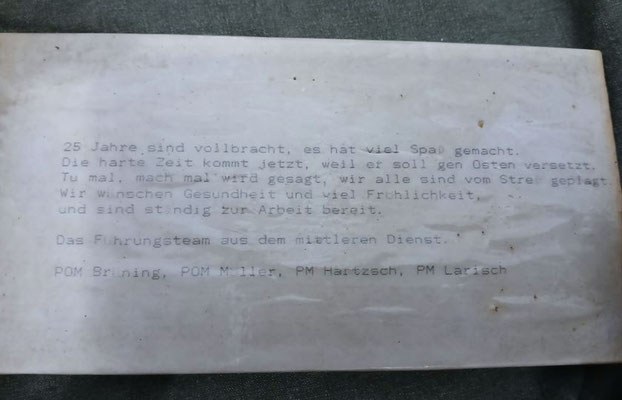 25 Jahre sind vollbracht, es hat viel Spaß gemacht.
Die harte Zeit kommt jetzt, weil er soll gen Osten versetzt.
Tu mal, mach mal wird gesagt, wir alle sind vom Streß geplagt.
Wir wünschen Gesundheit und viel Fröhlichkeit,
und sind ständig zur Arbeit bereit.
Das Führungsteam aus dem mittleren Dienst.
POM Brüning, POM Müller, PM Hartzsch, PM Larisch